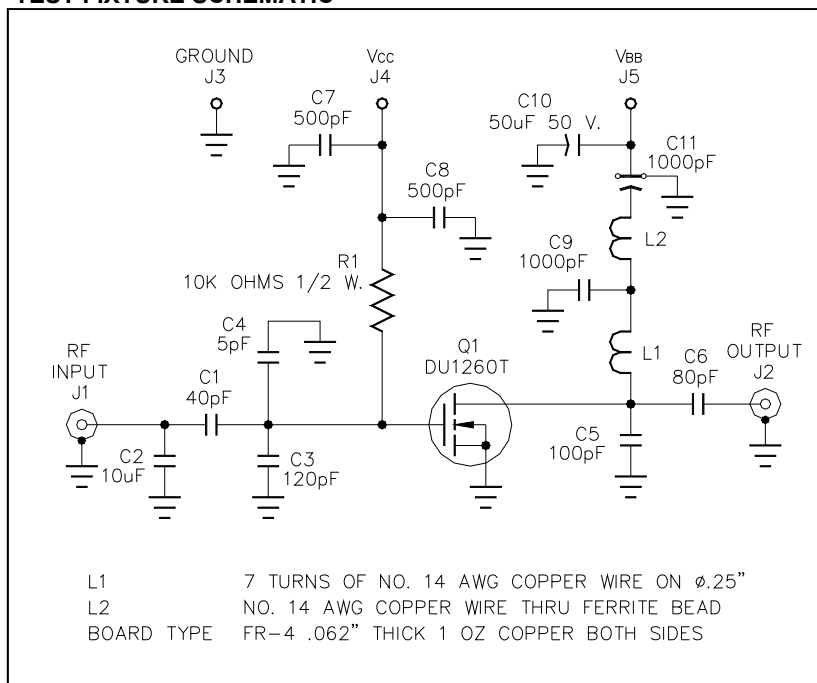 TEST FIXTURE SCHEMATIC
GROUND
J3
VCC
J4
VBB
J5
C7
500pF
C10
50uF 50 V.
C11
1000pF
C8
500pF
L2
C9
1000pF
R1
10K OHMS 1/2 W.
C4
5pF
Q1
DU1260T
L1
RF
INPUT
J1
C1
40pF
C6
80pF
RF
OUTPUT
J2
C2
10uF
C3
120pF
C5
100pF
L1 7 TURNS OF NO. 14 AWG COPPER WIRE ON ø.25"
L2 NO. 14 AWG COPPER WIRE THRU FERRITE BEAD
BOARD TYPE FR-4 .062" THICK 1 OZ COPPER BOTH SIDES